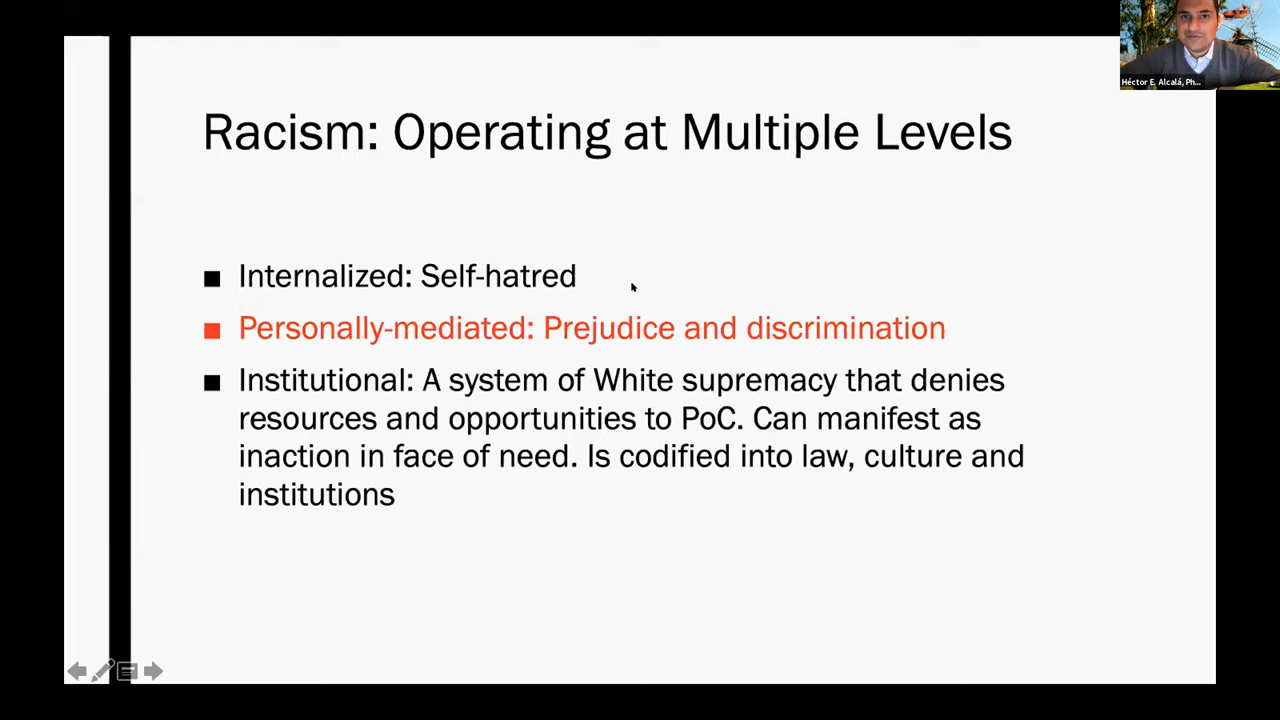 Héctor E. Alcalá, Ph...
Racism: Operating at Multiple Levels
■ Internalized: Self-hatred
■ Personally-mediated: Prejudice and discrimination
■ Institutional: A system of White supremacy that denies
resources and opportunities to PoC. Can manifest as
inaction in face of need. Is codified into law, culture and
institutions